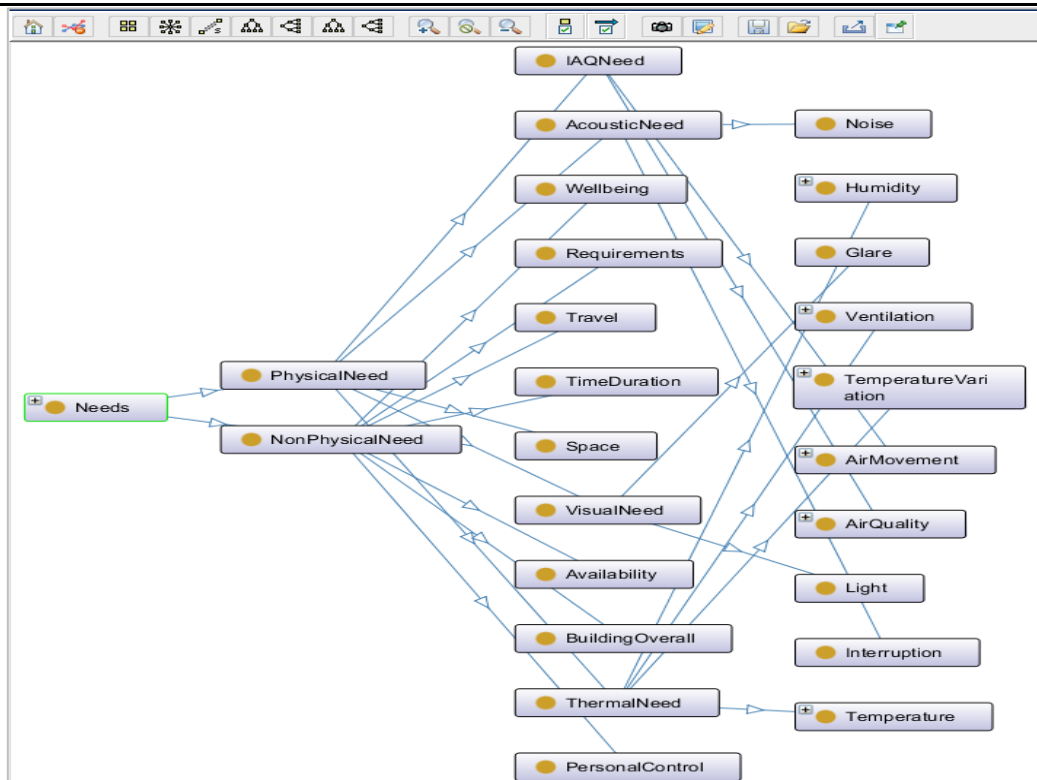 IAQNeed
AcousticNeed
Noise
Wellbeing
Humidity
Requirements
Glare
Travel
Ventilation
PhysicalNeed
TimeDuration
TemperatureVari
ation
Needs
NonPhysicalNeed
Space
AirMovement
VisualNeed
AirQuality
Availability
Light
BuildingOverall
Interruption
ThermalNeed
Temperature
PersonalControl